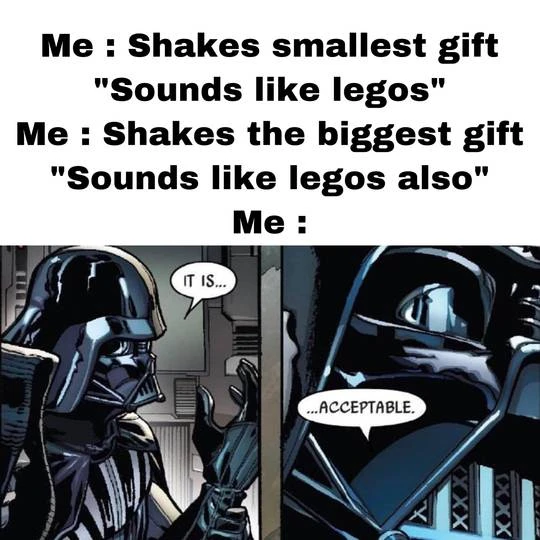 Me : Shakes smallest gift
"Sounds like legos"
Me : Shakes the biggest gift
"Sounds like legos also"
Me :
IT IS...
...ACCEPTABLE.